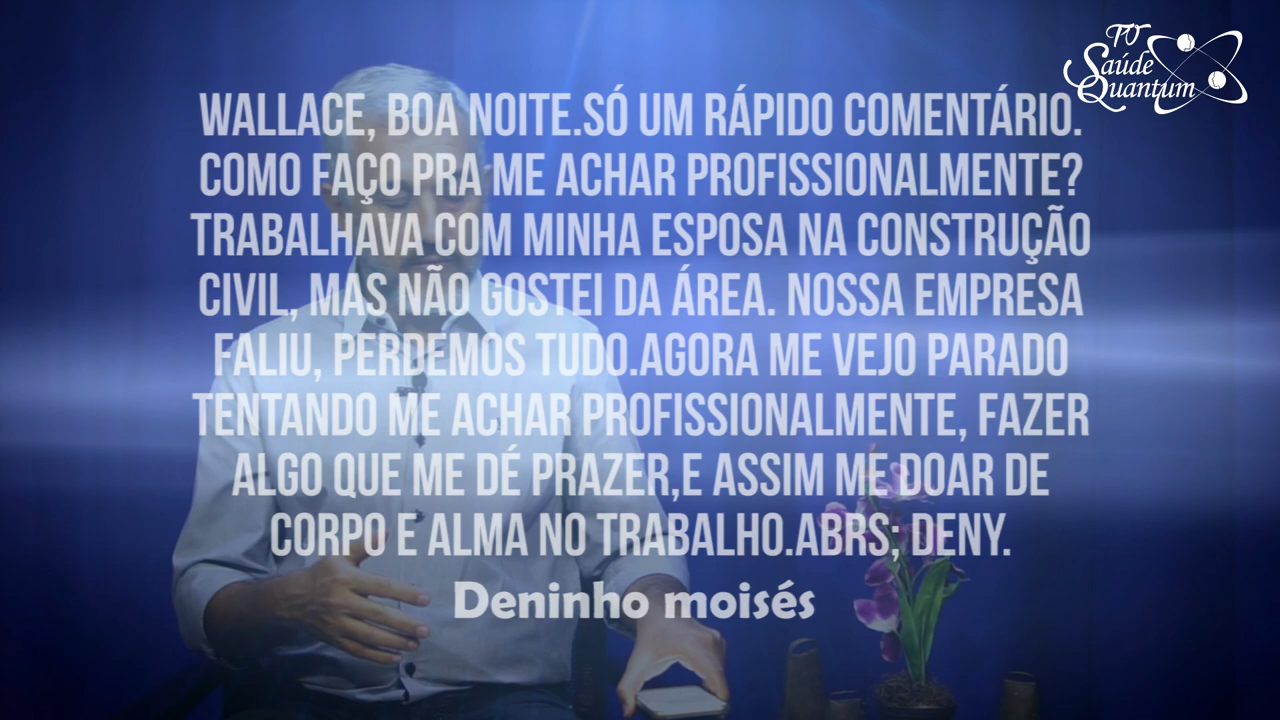 TV
Saúde
Quantum
WALLACE, BOA NOITE.SÓ UM RÁPIDO COMENTÁRIO.
COMO FAÇO PRA ME ACHAR PROFISSIONALMENTE?
TRABALHAVA COM MINHA ESPOSA NA CONSTRUÇÃO
CIVIL, MAS NÃO GOSTEI DA ÁREA. NOSSA EMPRESA
FALIU, PERDEMOS TUDO.AGORA ME VEJO PARADO
TENTANDO ME ACHAR PROFISSIONALMENTE, FAZER
ALGO QUE ME DÉ PRAZER,E ASSIM ME DOAR DE
CORPO E ALMA NO TRABALHO.ABRS; DENY.
Deninho moisés